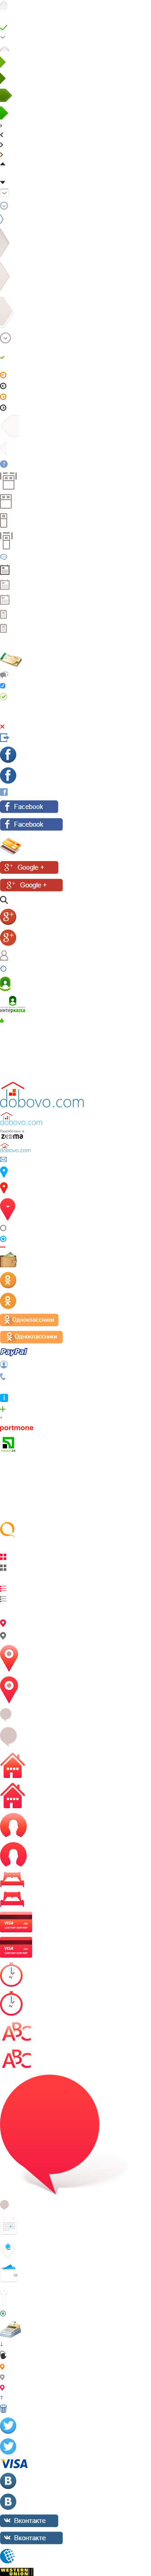 Facebook
Facebook
Google +
Google +
интеркасса
dobovo.com
dobovo.com
Разработано в
zeoma
dobovo.com
Одноклассники
Одноклассники
PayPal
portmone
VISA
VISA
ABC
ABC
VISA
B
B
Вконтакте
Вконтакте
WESTERN
UNION